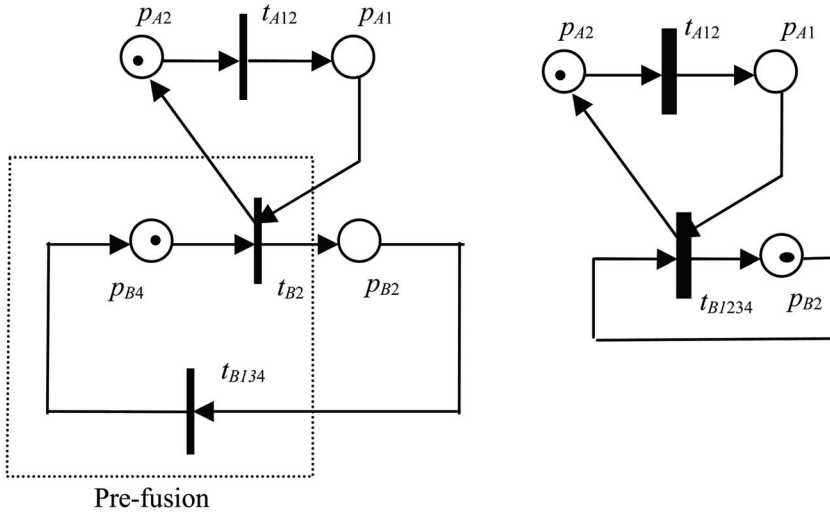 pA2 tA12 pA1
pB4 tB2 pB2
tB134
Pre-fusion
pA2 tA12 pA1
tB1234 pB2